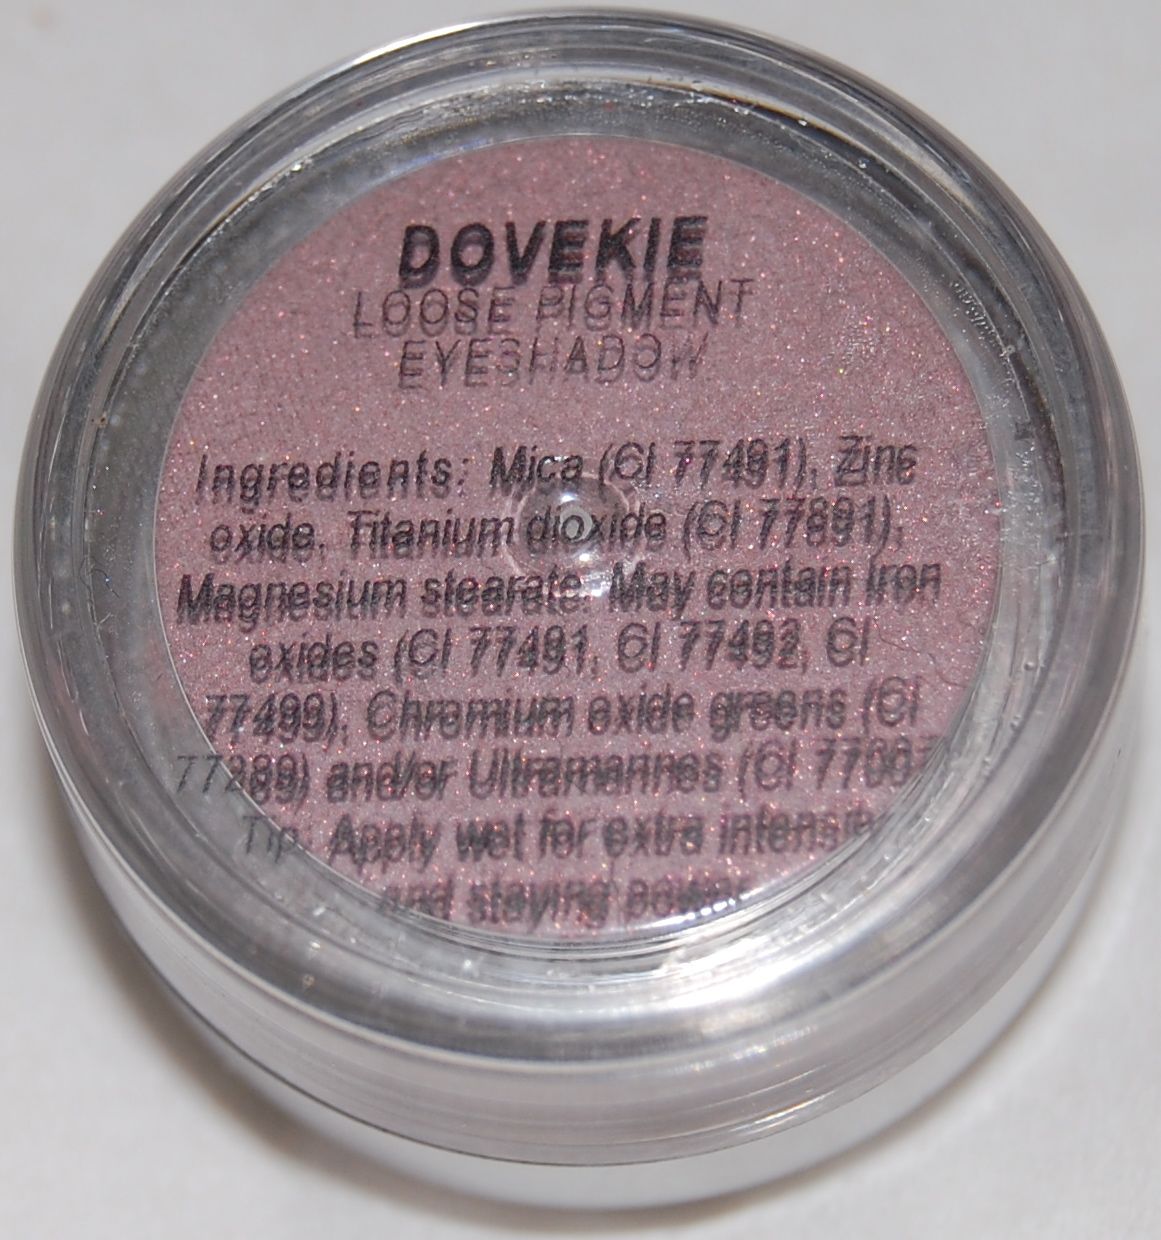 DOVEKIE
LOOSE PIGMENT
EYESHADOW
Ingredients: Mica (CI 77491), Zinc
oxide, Titanium dioxide (CI 77891),
Magnesium stearate. May contain Iron
oxides (CI 77491, CI 77492, CI
77499), Chromium oxide greens (CI
77289) and/or Ultramarines (CI 77007
Tip: Apply wet for extra intensity
and staying power